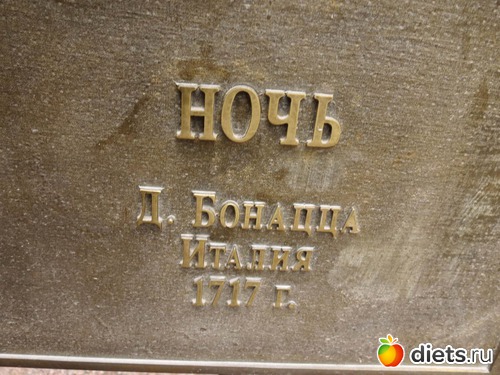 НОЧЬ
Д. Бонацца
Италия
1717 г.
diets.ru